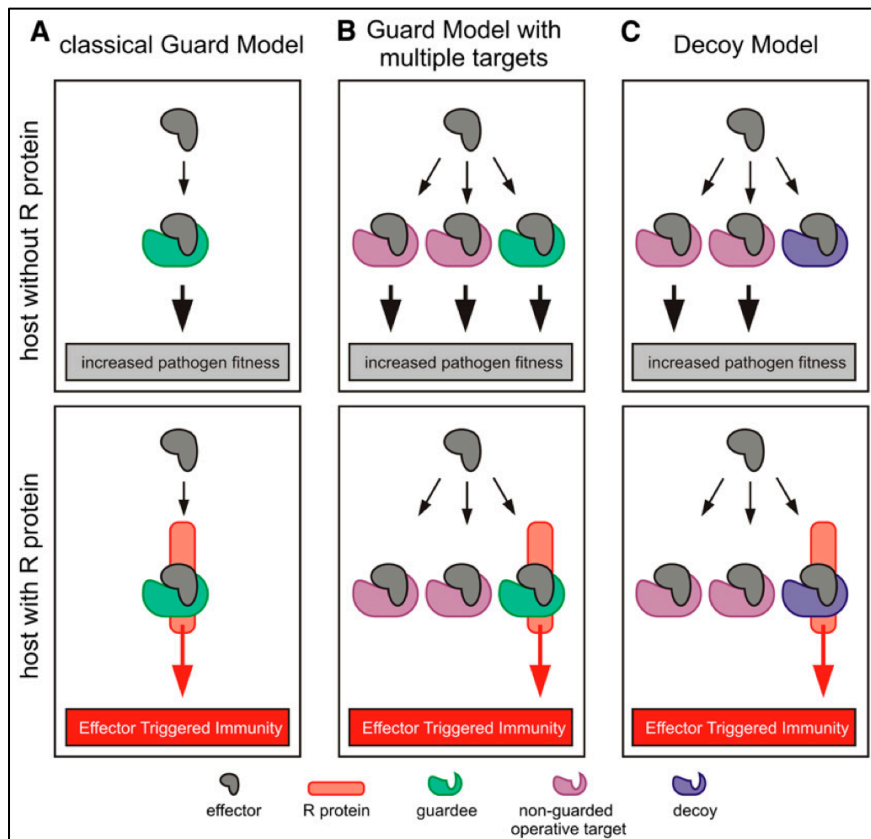 A classical Guard Model
B Guard Model with
multiple targets
C Decoy Model
host without R protein
increased pathogen fitness
increased pathogen fitness
increased pathogen fitness
host with R protein
Effector Triggered Immunity
Effector Triggered Immunity
Effector Triggered Immunity
effector
R protein
guardee
non-guarded
operative target
decoy